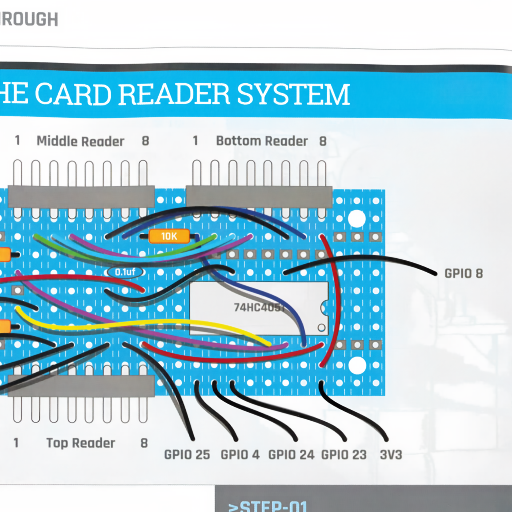 ROUGH
HE CARD READER SYSTEM
1 Middle Reader 8
1 Bottom Reader 8
10K
0.1uf
GPIO 8
74HC4051
1 Top Reader 8
GPIO 25 GPIO 4 GPIO 24 GPIO 23 3V3
>STEP-01